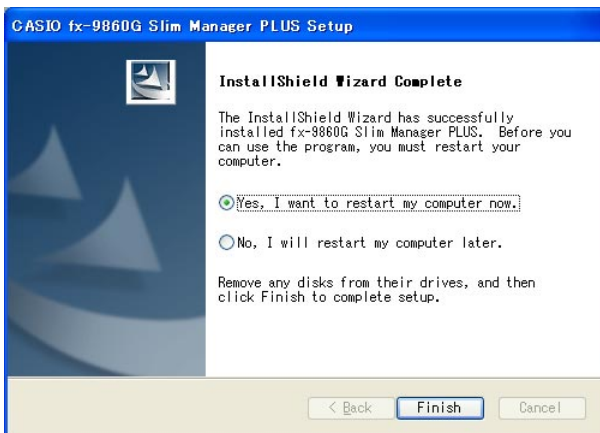 CASIO fx-9860G Slim Manager PLUS Setup
InstallShield Wizard Complete
The InstallShield Wizard has successfully
installed fx-9860G Slim Manager PLUS.  Before you
can use the program, you must restart your
computer.
Yes, I want to restart my computer now.
No, I will restart my computer later.
Remove any disks from their drives, and then
click Finish to complete setup.
< Back
Finish
Cancel